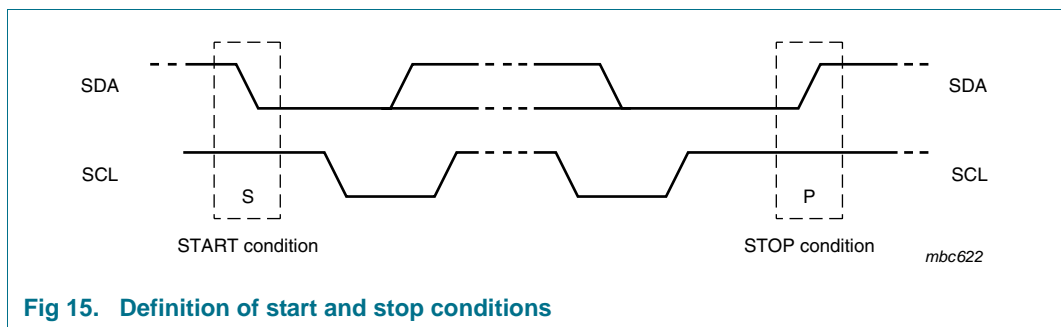 SDA
SDA
SCL
SCL
S
P
START condition
STOP condition
mbc622
Fig 15. Definition of start and stop conditions